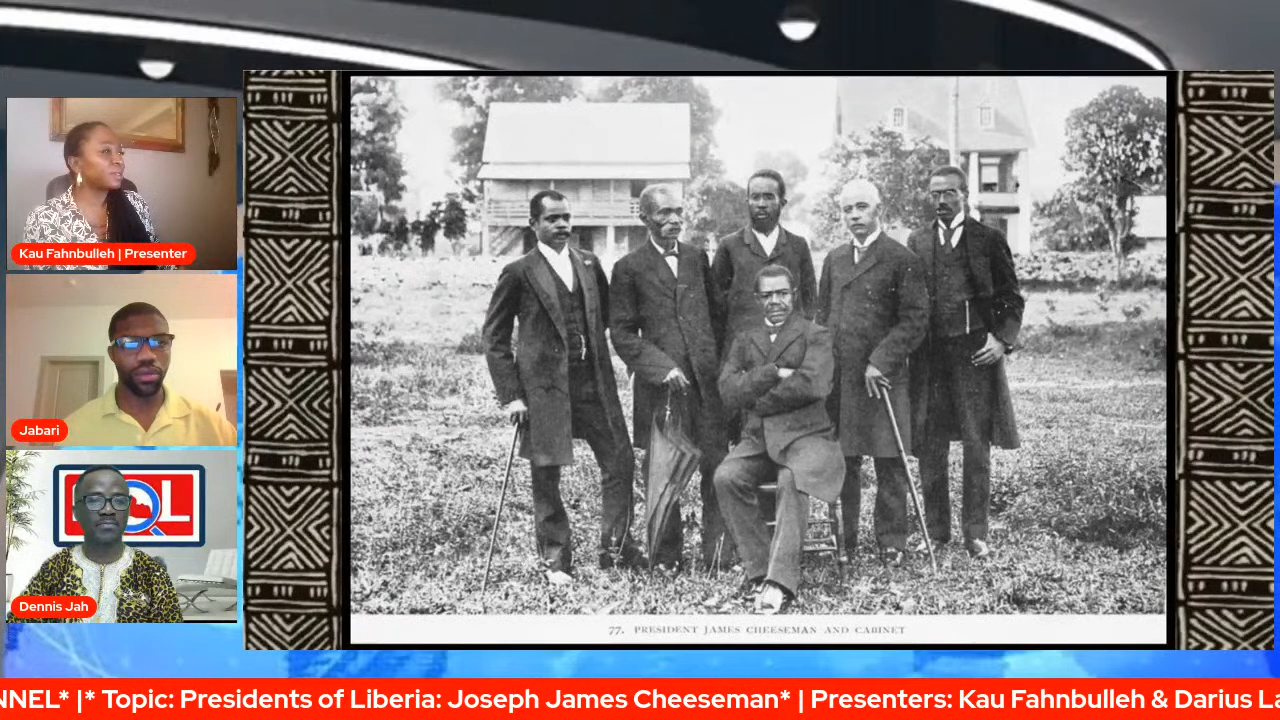 Kau Fahnbulleh | Presenter
Jabari
Dennis Jah
77. PRESIDENT JAMES CHEESEMAN AND CABINET
NNEL* |* Topic: Presidents of Liberia: Joseph James Cheeseman* | Presenters: Kau Fahnbulleh & Darius La